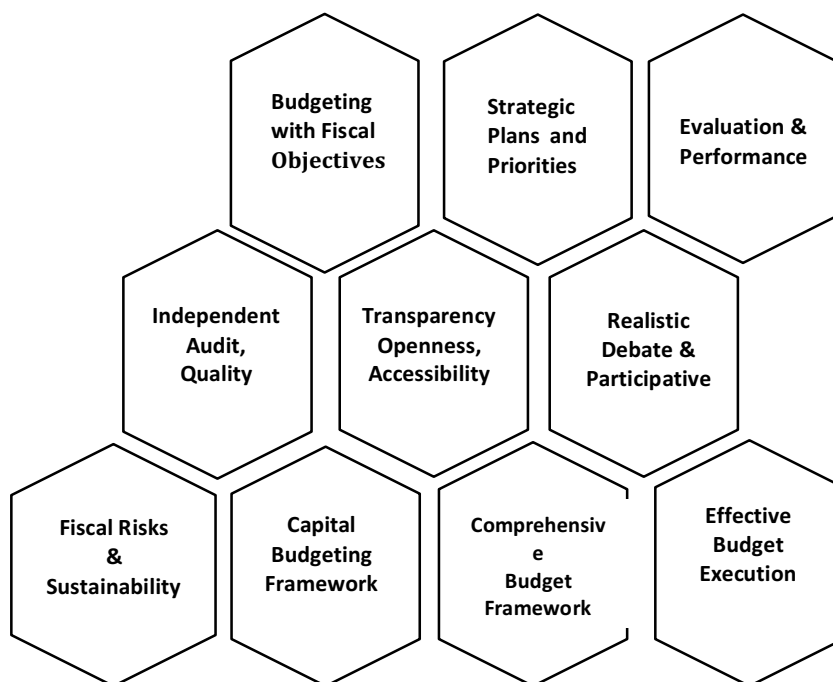 Budgeting
with Fiscal
Objectives
Strategic
Plans and
Priorities
Evaluation &
Performance
Independent
Audit,
Quality
Transparency
Openness,
Accessibility
Realistic
Debate &
Participative
Fiscal Risks
&
Sustainability
Capital
Budgeting
Framework
Comprehensiv
e
Budget
Framework
Effective
Budget
Execution